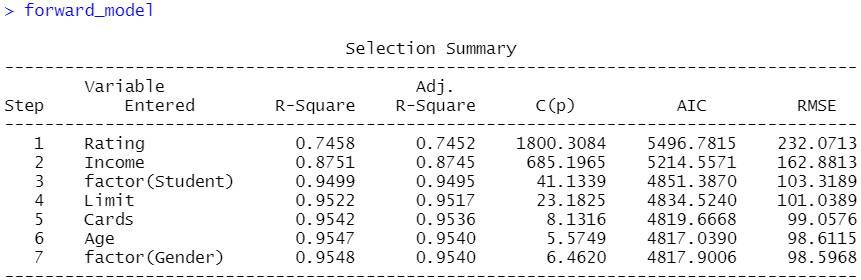 > forward_model
Selection Summary
---------------------------------------------------------------------------------------
Variable Adj.
Step Entered R-Square R-Square C(p) AIC RMSE
---------------------------------------------------------------------------------------
1 Rating 0.7458 0.7452 1800.3084 5496.7815 232.0713
2 Income 0.8751 0.8745 685.1965 5214.5571 162.8813
3 factor(Student) 0.9499 0.9495 41.1339 4851.3870 103.3189
4 Limit 0.9522 0.9517 23.1825 4834.5240 101.0389
5 Cards 0.9542 0.9536 8.1316 4819.6668 99.0576
6 Age 0.9547 0.9540 5.5749 4817.0390 98.6115
7 factor(Gender) 0.9548 0.9540 6.4620 4817.9006 98.5968
---------------------------------------------------------------------------------------